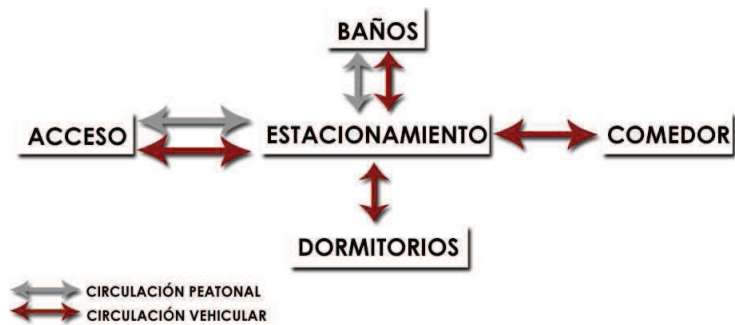 BAÑOS
ACCESO
ESTACIONAMIENTO
COMEDOR
DORMITORIOS
CIRCULACIÓN PEATONAL
CIRCULACIÓN VEHICULAR